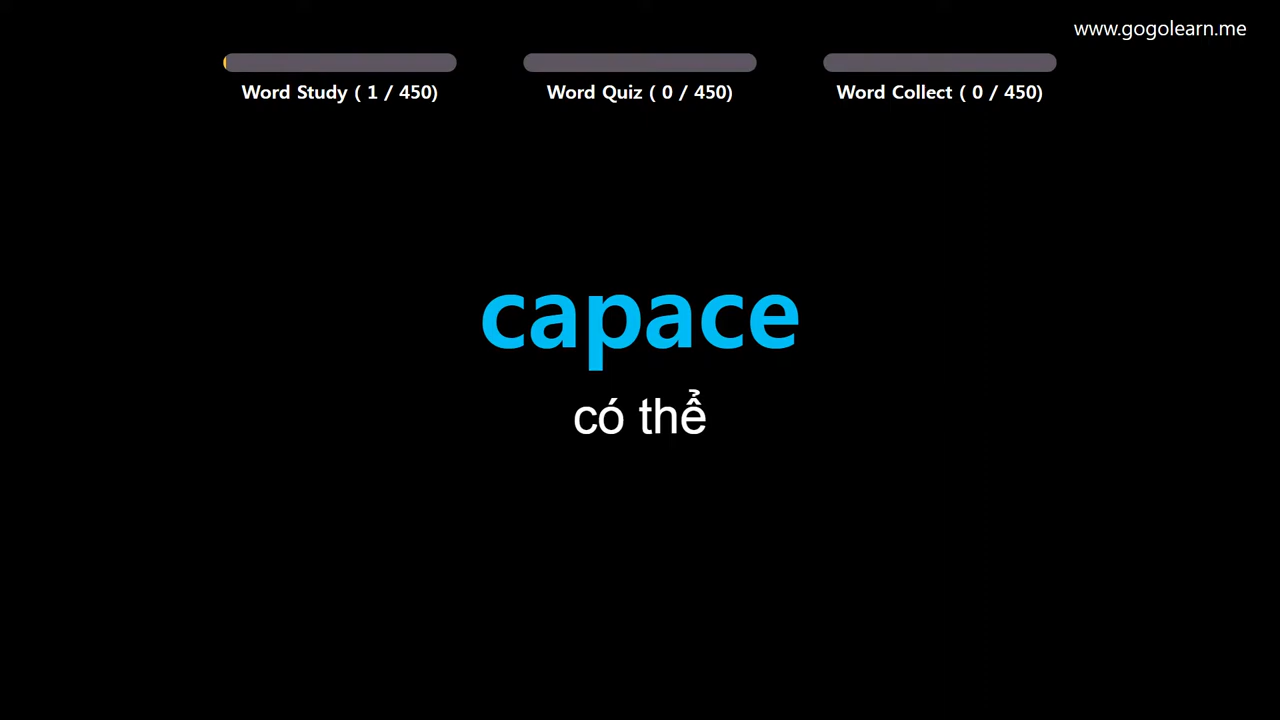 www.gogolearn.me
Word Study ( 1 / 450)
Word Quiz ( 0 / 450)
Word Collect ( 0 / 450)
capace
có thể